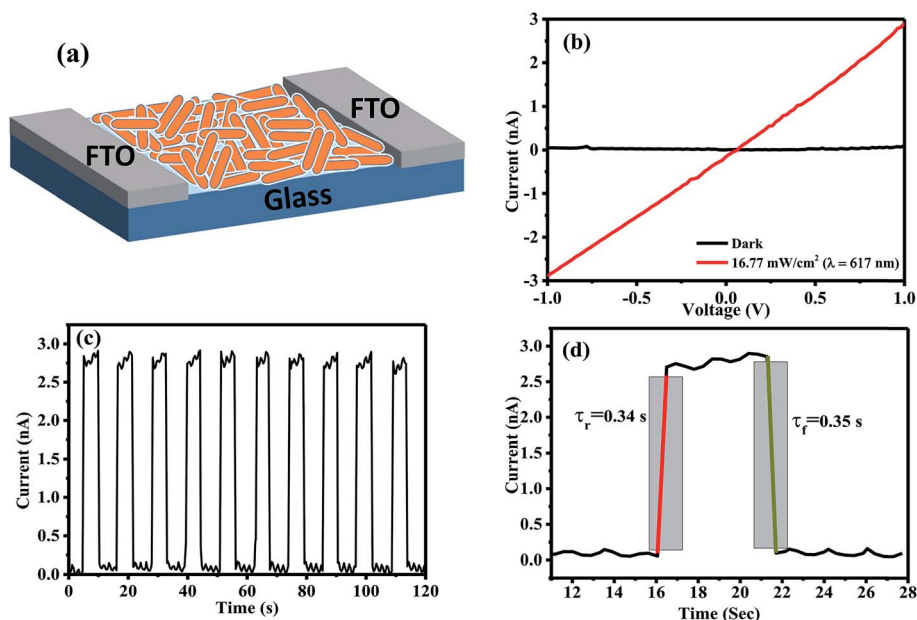 (a)
FTO
FTO
Glass
(b)
Current (nA)
3
2
1
0
-1
-2
-3
Dark
16.77 mW/cm² (λ = 617 nm)
-1.0 -0.5 0.0 0.5 1.0
Voltage (V)
(c)
Current (nA)
3.0
2.5
2.0
1.5
1.0
0.5
0.0
0 20 40 60 80 100 120
Time (s)
(d)
Current (nA)
3.0
2.5
2.0
1.5
1.0
0.5
0.0
τr=0.34 s
τf=0.35 s
12 16 20 24 28
Time (Sec)